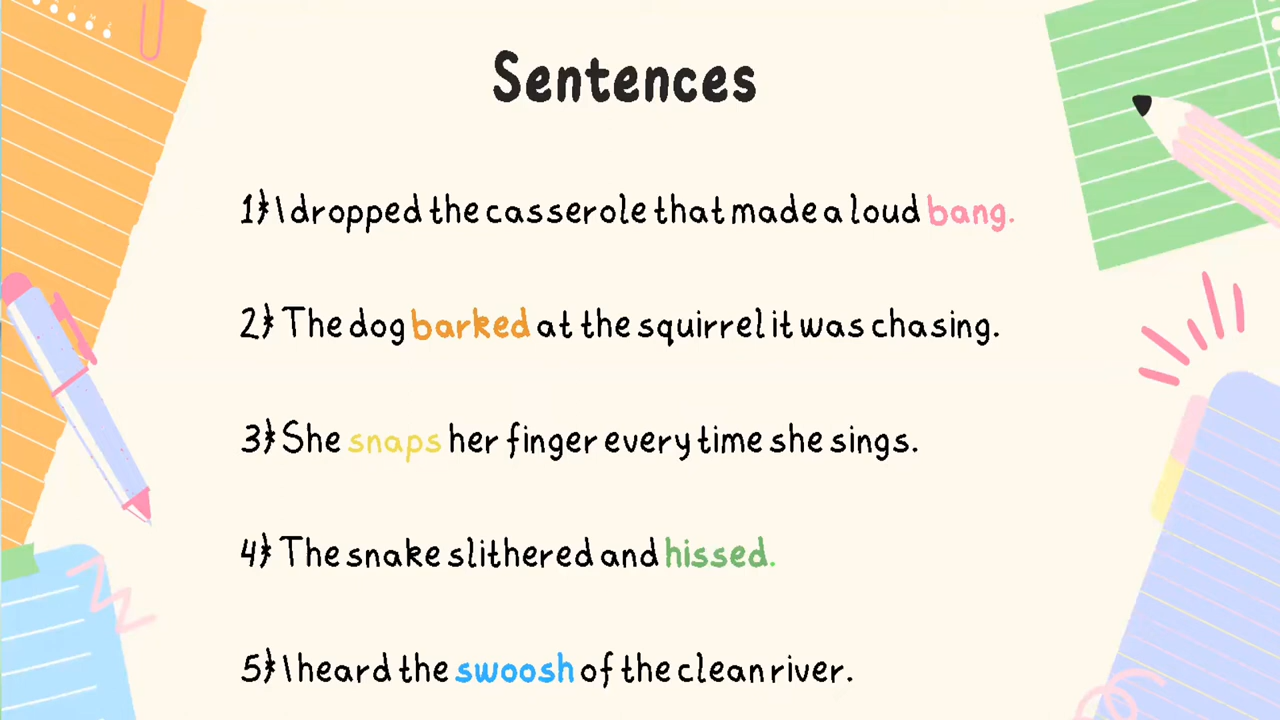 Sentences
1} I dropped the casserole that made a loud bang.
2} The dog barked at the squirrel it was chasing.
3} She snaps her finger every time she sings.
4} The snake slithered and hissed.
5} I heard the swoosh of the clean river.